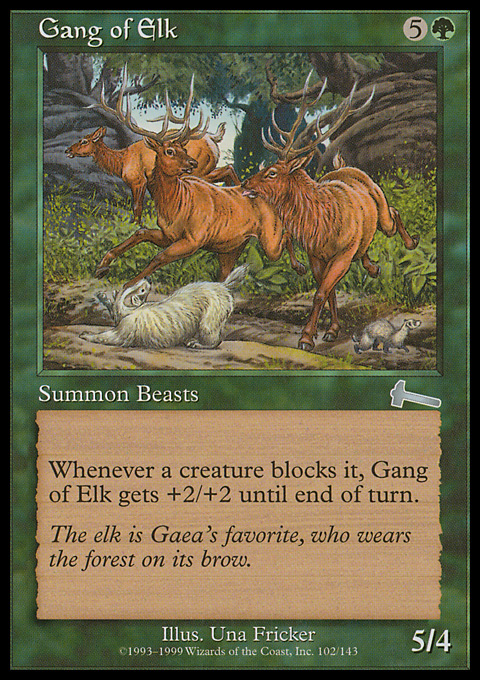 Gang of Elk 5
Summon Beasts
Whenever a creature blocks it, Gang
of Elk gets +2/+2 until end of turn.
The elk is Gaea's favorite, who wears
the forest on its brow.
Illus. Una Fricker
©1993–1999 Wizards of the Coast, Inc. 102/143
5/4